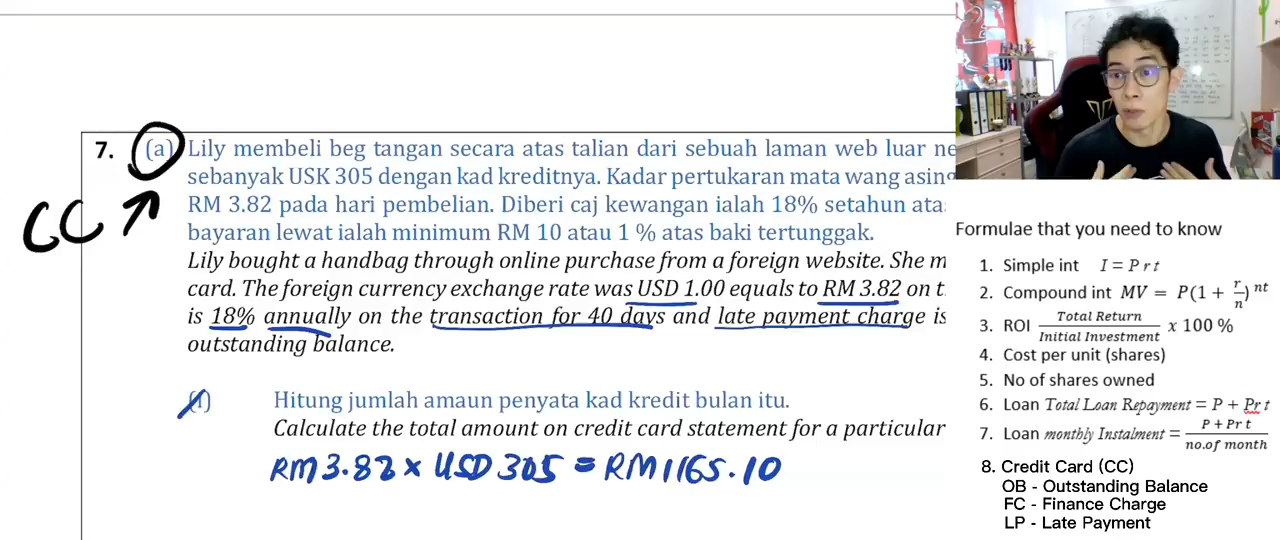 7. (a) Lily membeli beg tangan secara atas talian dari sebuah laman web luar
sebanyak USK 305 dengan kad kreditnya. Kadar pertukaran mata wang
RM 3.82 pada hari pembelian. Diberi caj kewangan ialah 18% setahun
bayaran lewat ialah minimum RM 10 atau 1 % atas baki tertunggak.
CC
Lily bought a handbag through online purchase from a foreign website. She
card. The foreign currency exchange rate was USD 1.00 equals to RM 3.82 on
is 18% annually on the transaction for 40 days and late payment charge is
outstanding balance.
(i) Hitung jumlah amaun penyata kad kredit bulan itu.
Calculate the total amount on credit card statement for a particular
RM3.82 × USD 305 = RM1165.10
Formulae that you need to know
1. Simple int I = P r t
2. Compound int MV = P(1 + r/n)^nt
3. ROI Total Return / Initial Investment x 100 %
4. Cost per unit (shares)
5. No of shares owned
6. Loan Total Loan Repayment = P + Pr t
7. Loan monthly Instalment = P + Pr t / no.of month
8. Credit Card (CC)
OB - Outstanding Balance
FC - Finance Charge
LP - Late Payment